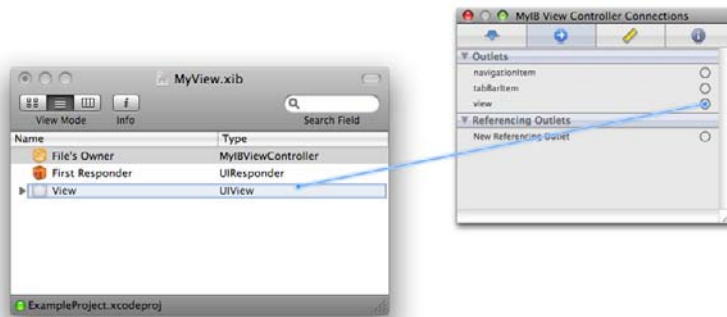 MyView.xib
View Mode
Info
Search Field
Name Type
File's Owner MyIBViewController
First Responder UIResponder
View UIView
ExampleProject.xcodeproj
MyIB View Controller Connections
Outlets
navigationItem
tabBarItem
view
Referencing Outlets
New Referencing Outlet